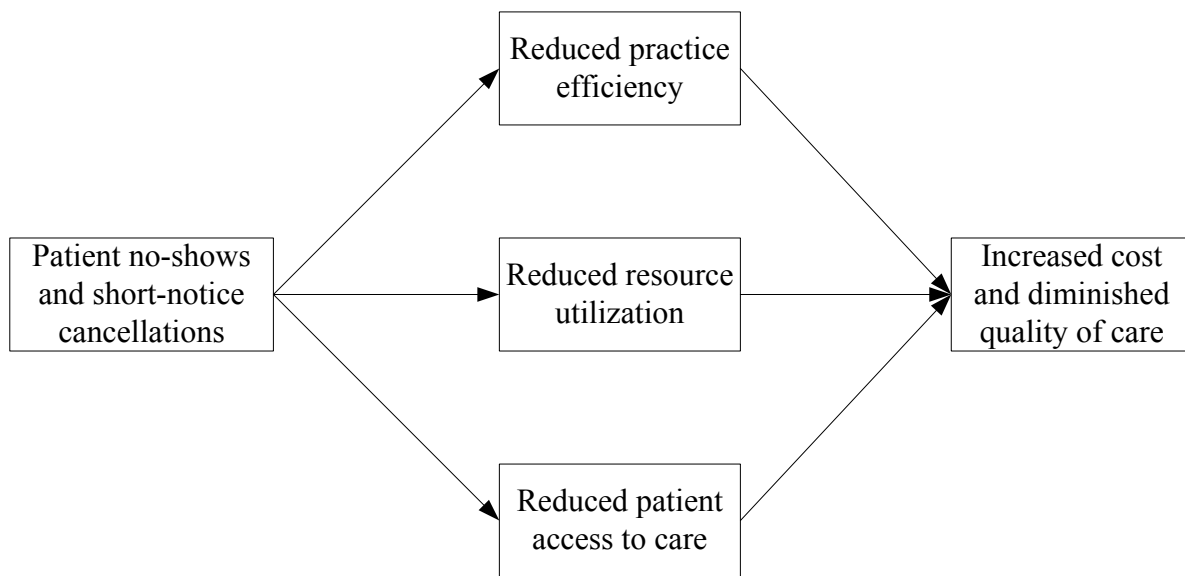 Reduced practice
efficiency
Patient no-shows
and short-notice
cancellations
Reduced resource
utilization
Increased cost
and diminished
quality of care
Reduced patient
access to care